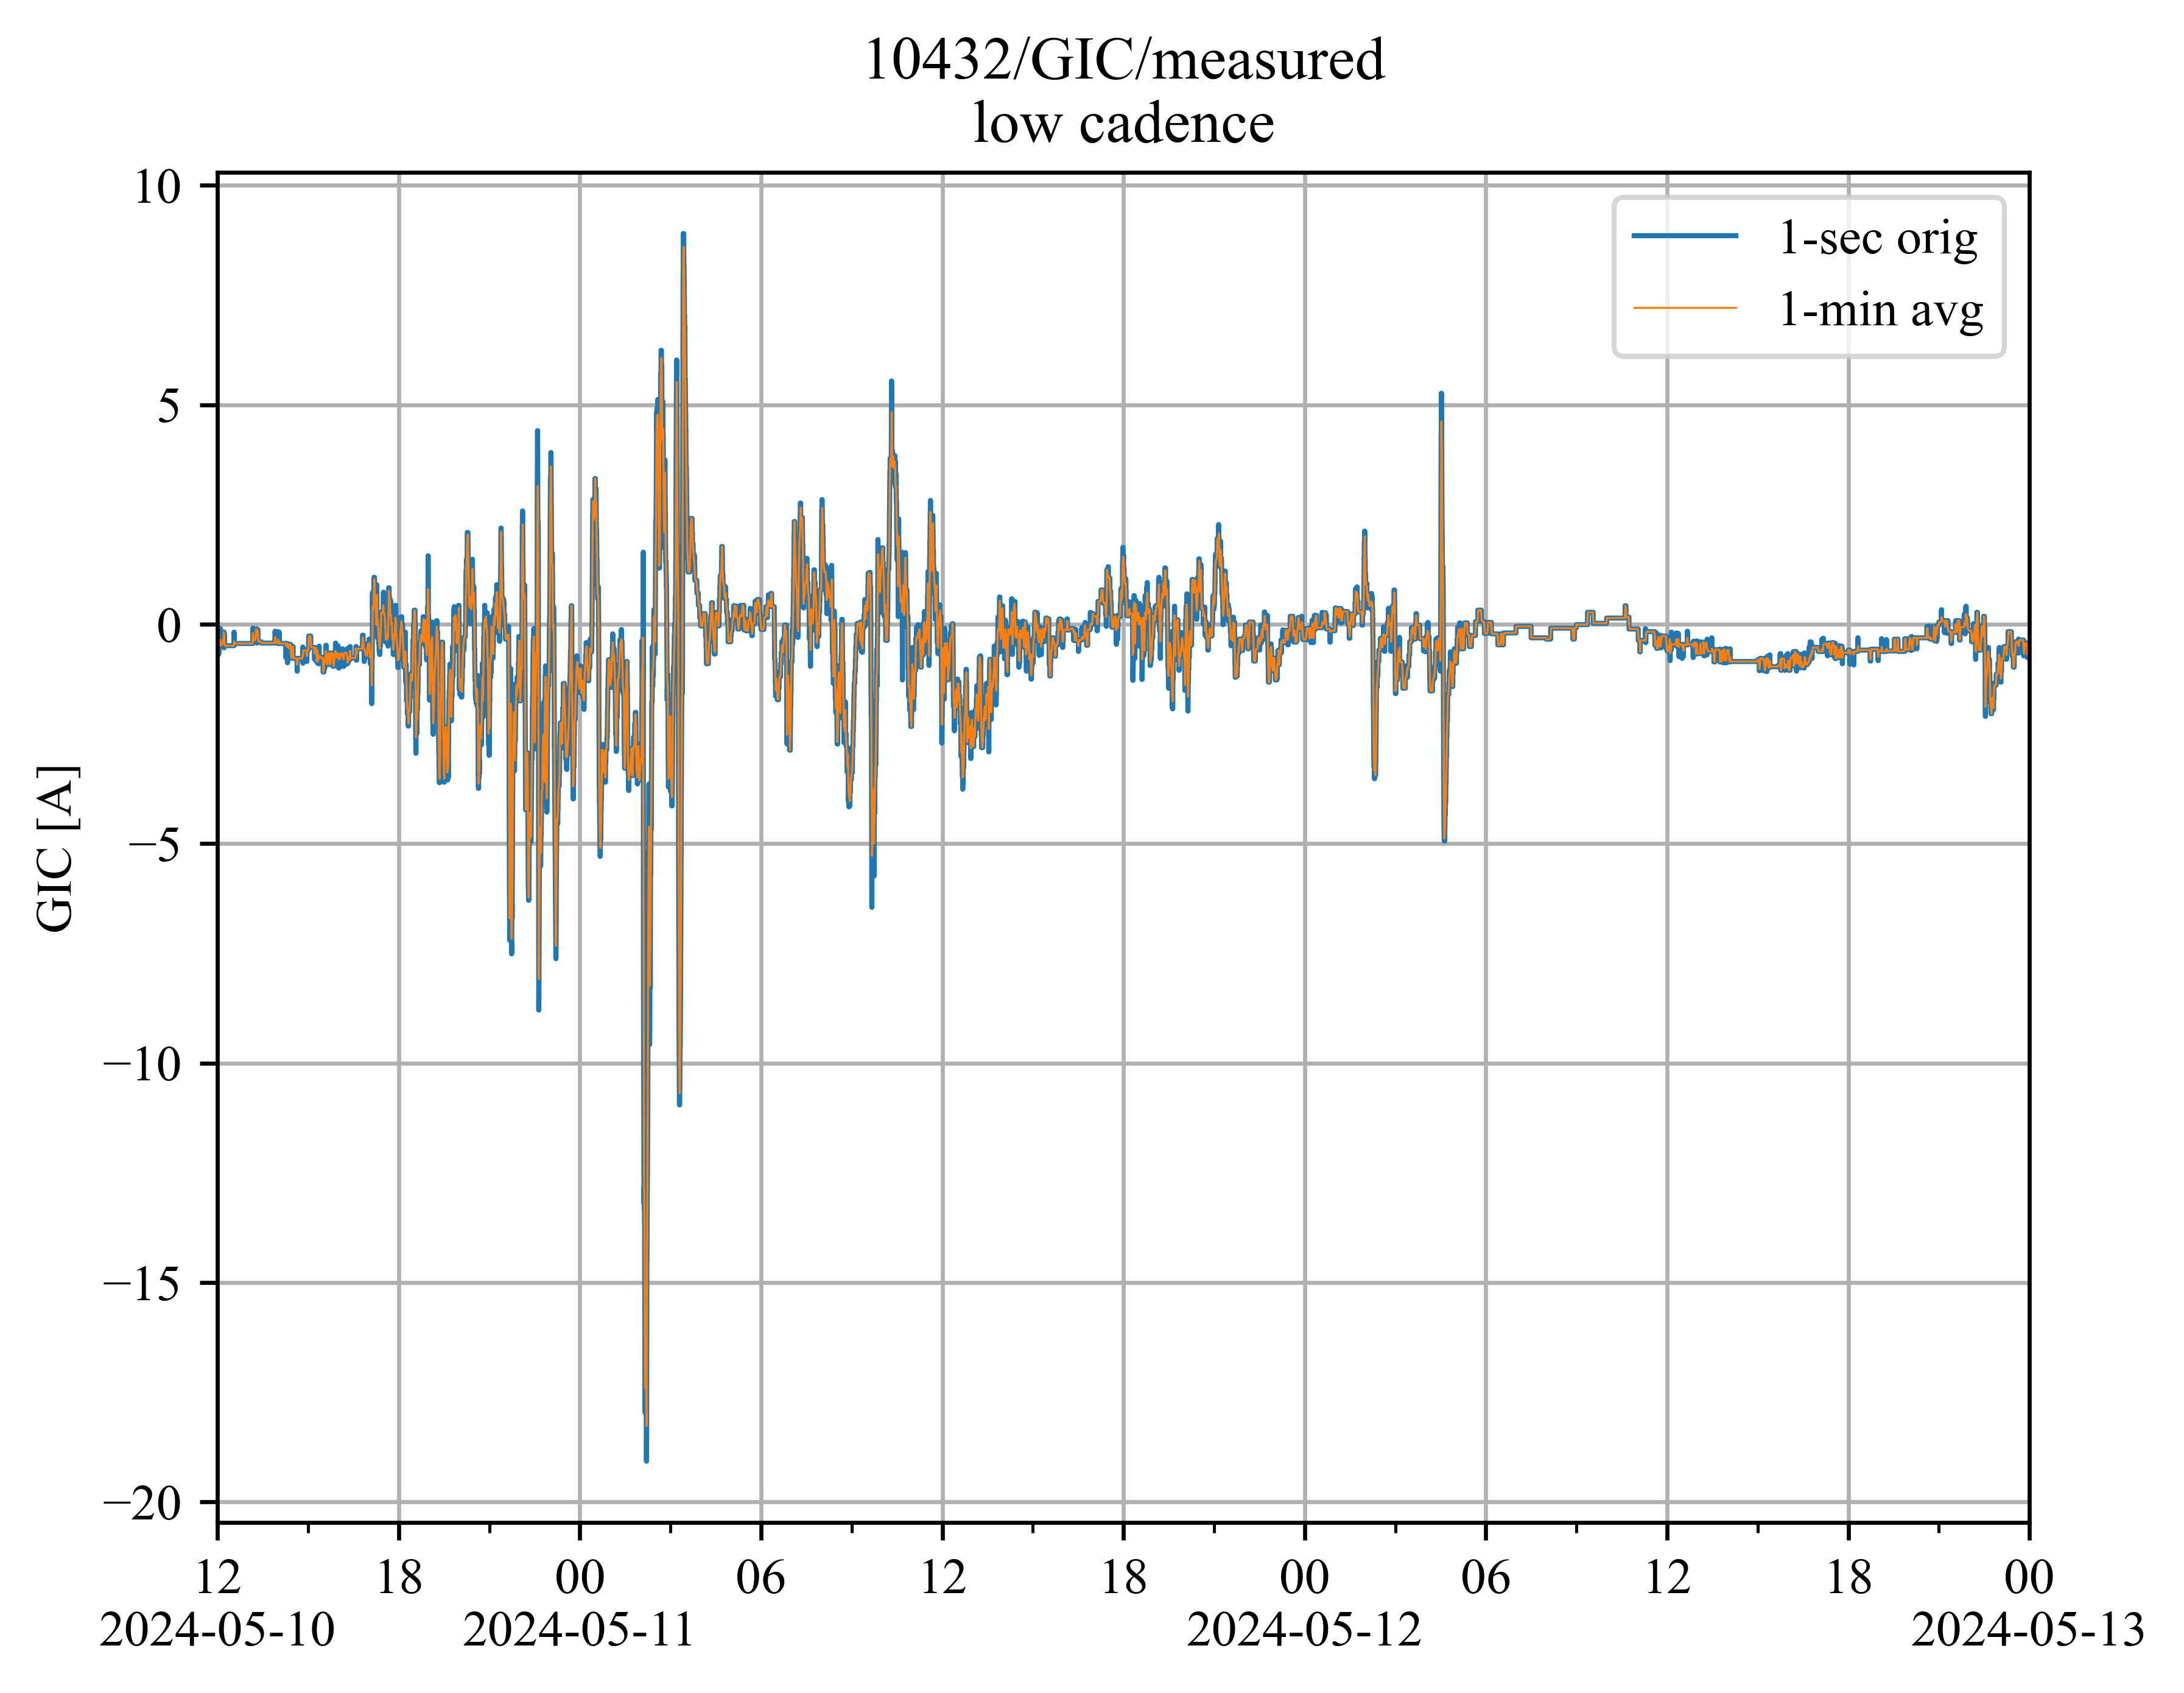 10432/GIC/measured
low cadence
1-sec orig
1-min avg
GIC [A]
10
5
0
−5
−10
−15
−20
12 18 00 06 12 18 00 06 12 18 00
2024-05-10 2024-05-11 2024-05-12 2024-05-13